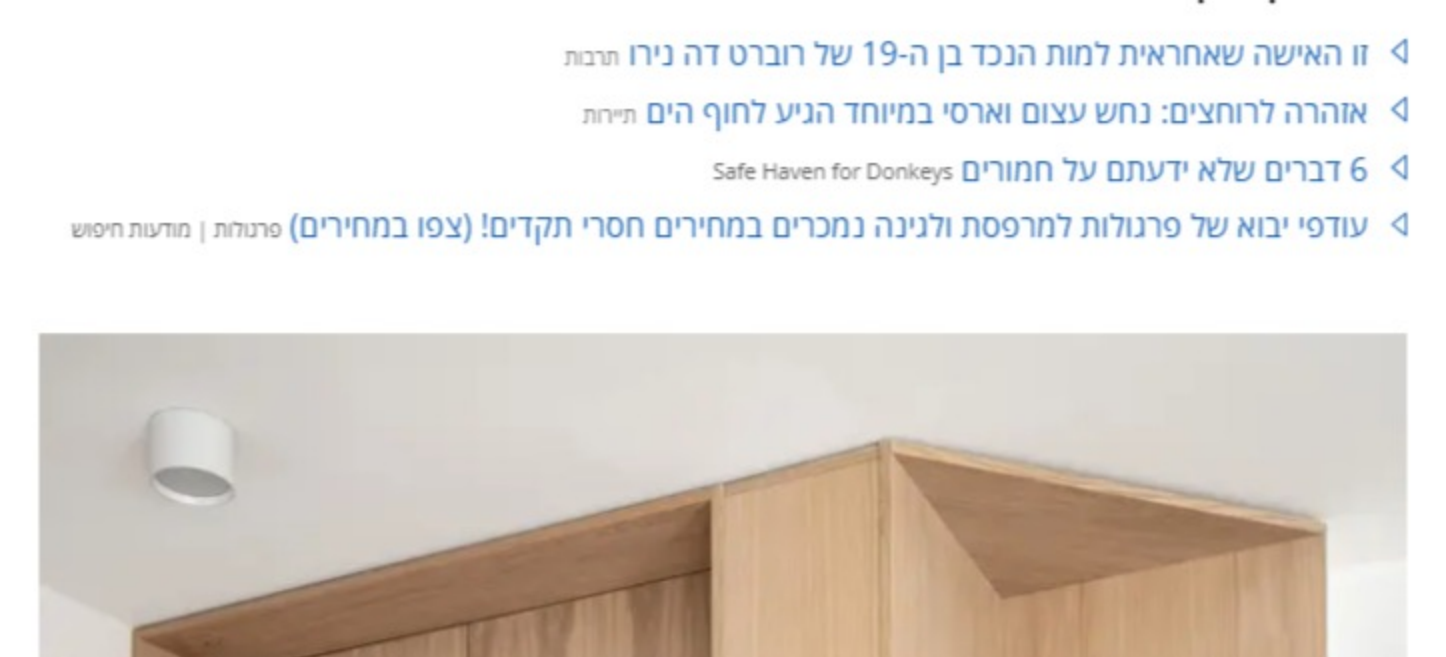 זו האישה שאחראית למות הנכד בן ה-19 של רוברט דה נירו תרבות
אזהרה לרוחצים: נחש עצום וארסי במיוחד הגיע לחוף הים תיירות
6 דברים שלא ידעתם על חמורים Safe Haven for Donkeys
עודפי יבוא של פרגולות למרפסת ולגינה נמכרים במחירים חסרי תקדים! (צפו במחירים) פרגולות | מודעות חיפוש